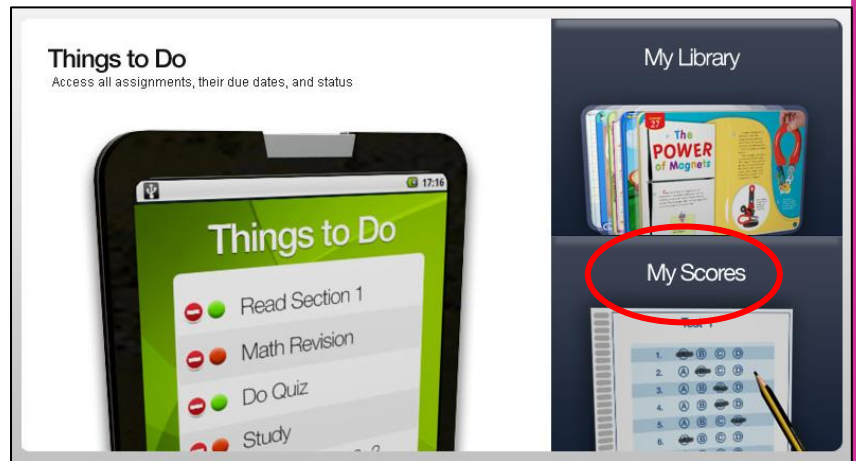 Things to Do
Access all assignments, their due dates, and status
17:16
Things to Do
Read Section 1
Math Revision
Do Quiz
Study
My Library
27
The
POWER
of Magnets
My Scores
Test 1
1. B C D
2. A C D
3. A B D
4. A B D
5. A B C
6. B C D